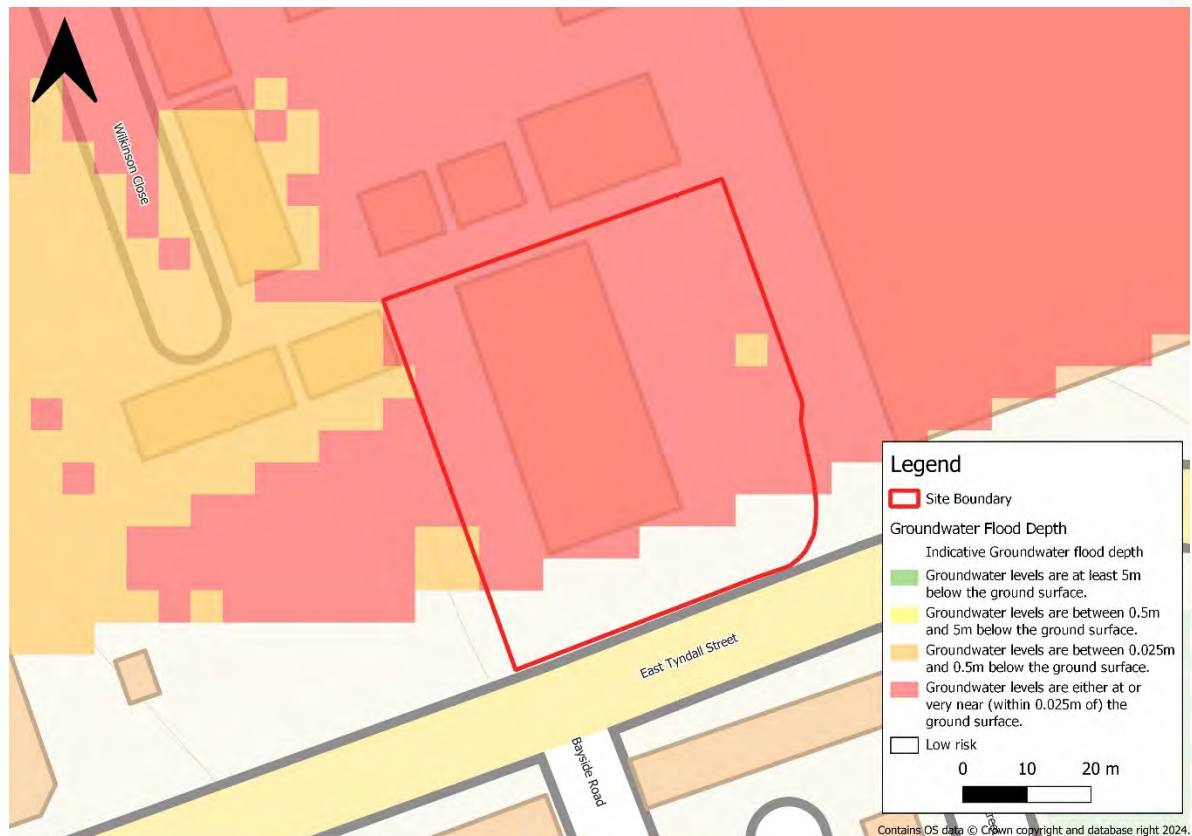 Wilkinson Close
East Tyndall Street
Bayside Road
Legend
Site Boundary
Groundwater Flood Depth
Indicative Groundwater flood depth
Groundwater levels are at least 5m
below the ground surface.
Groundwater levels are between 0.5m
and 5m below the ground surface.
Groundwater levels are between 0.025m
and 0.5m below the ground surface.
Groundwater levels are either at or
very near (within 0.025m of) the
ground surface.
Low risk
0 10 20 m
Contains OS data © Crown copyright and database right 2024.